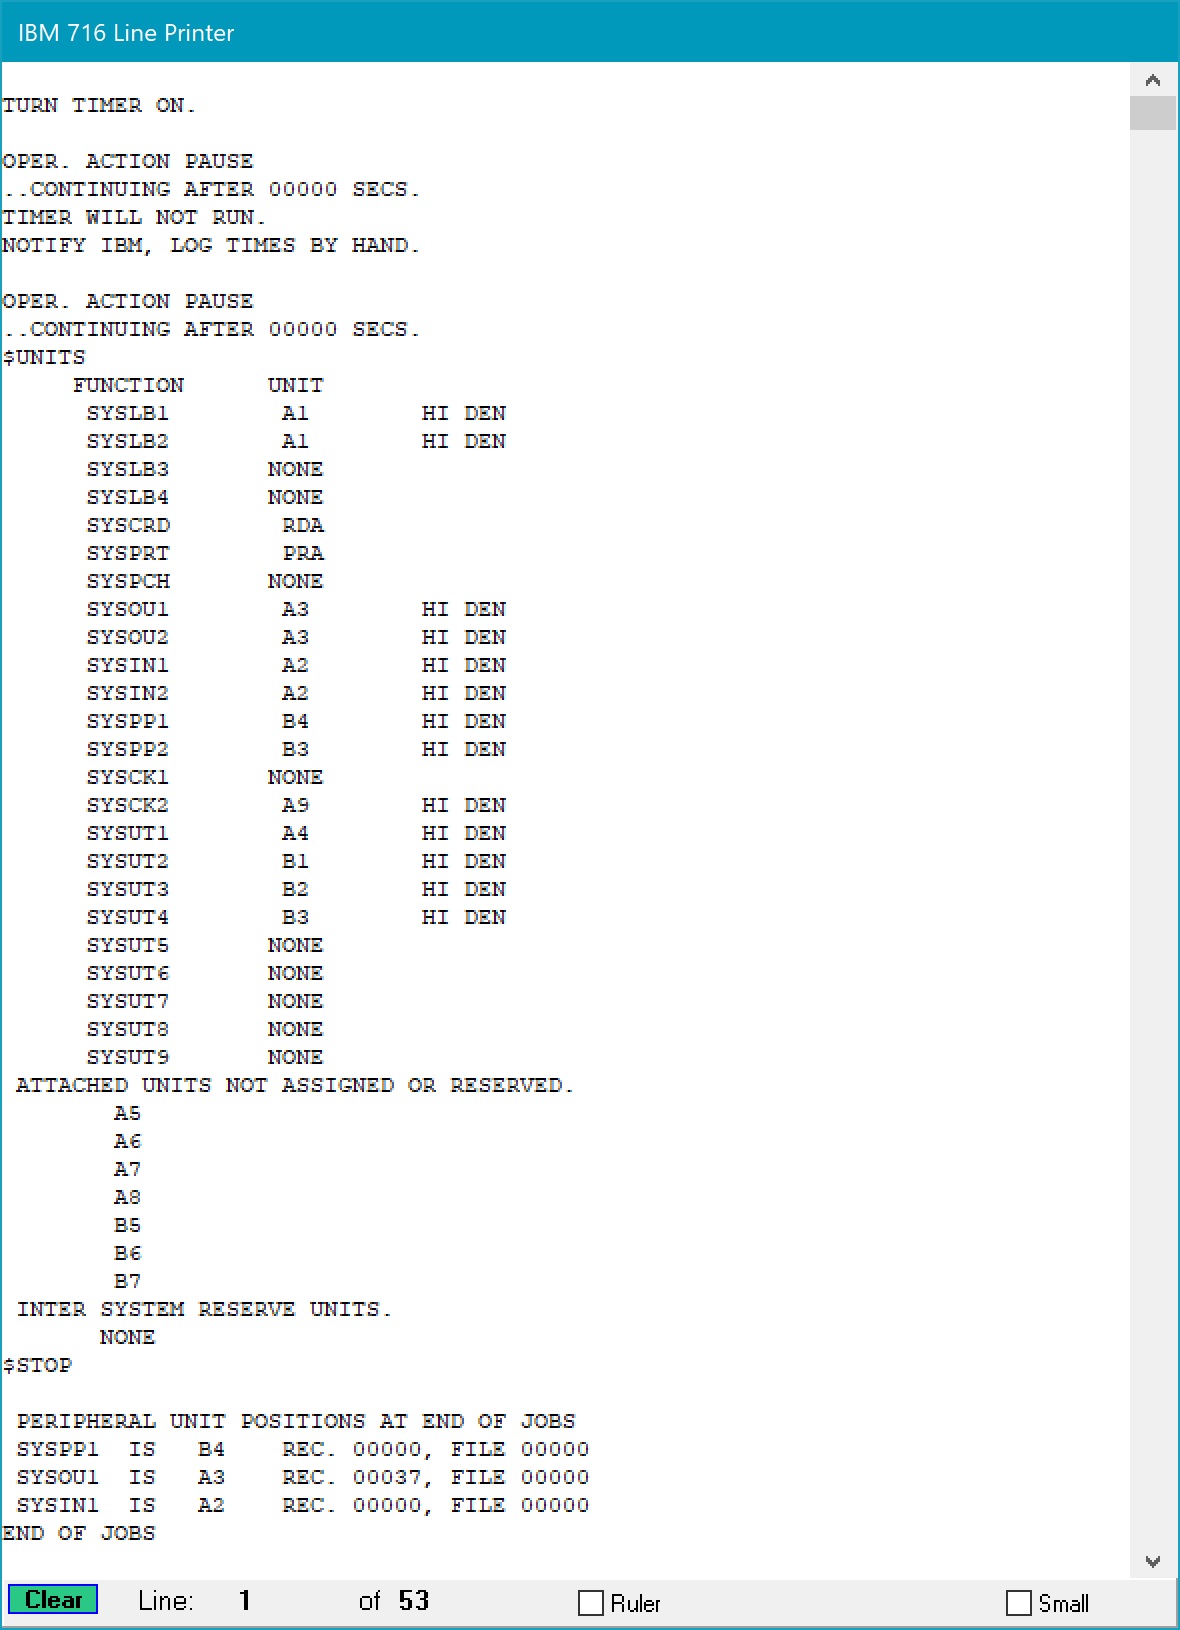 IBM 716 Line Printer
TURN TIMER ON.
OPER. ACTION PAUSE
..CONTINUING AFTER 00000 SECS.
TIMER WILL NOT RUN.
NOTIFY IBM, LOG TIMES BY HAND.
OPER. ACTION PAUSE
..CONTINUING AFTER 00000 SECS.
$UNITS
FUNCTION UNIT
SYSLB1 A1 HI DEN
SYSLB2 A1 HI DEN
SYSLB3 NONE
SYSLB4 NONE
SYSCRD RDA
SYSPRT PRA
SYSPCH NONE
SYSOU1 A3 HI DEN
SYSOU2 A3 HI DEN
SYSIN1 A2 HI DEN
SYSIN2 A2 HI DEN
SYSPP1 B4 HI DEN
SYSPP2 B3 HI DEN
SYSCK1 NONE
SYSCK2 A9 HI DEN
SYSUT1 A4 HI DEN
SYSUT2 B1 HI DEN
SYSUT3 B2 HI DEN
SYSUT4 B3 HI DEN
SYSUT5 NONE
SYSUT6 NONE
SYSUT7 NONE
SYSUT8 NONE
SYSUT9 NONE
ATTACHED UNITS NOT ASSIGNED OR RESERVED.
A5
A6
A7
A8
B5
B6
B7
INTER SYSTEM RESERVE UNITS.
NONE
$STOP
PERIPHERAL UNIT POSITIONS AT END OF JOBS
SYSPP1 IS B4 REC. 00000, FILE 00000
SYSOU1 IS A3 REC. 00037, FILE 00000
SYSIN1 IS A2 REC. 00000, FILE 00000
END OF JOBS
Clear Line: 1 of 53 Ruler Small